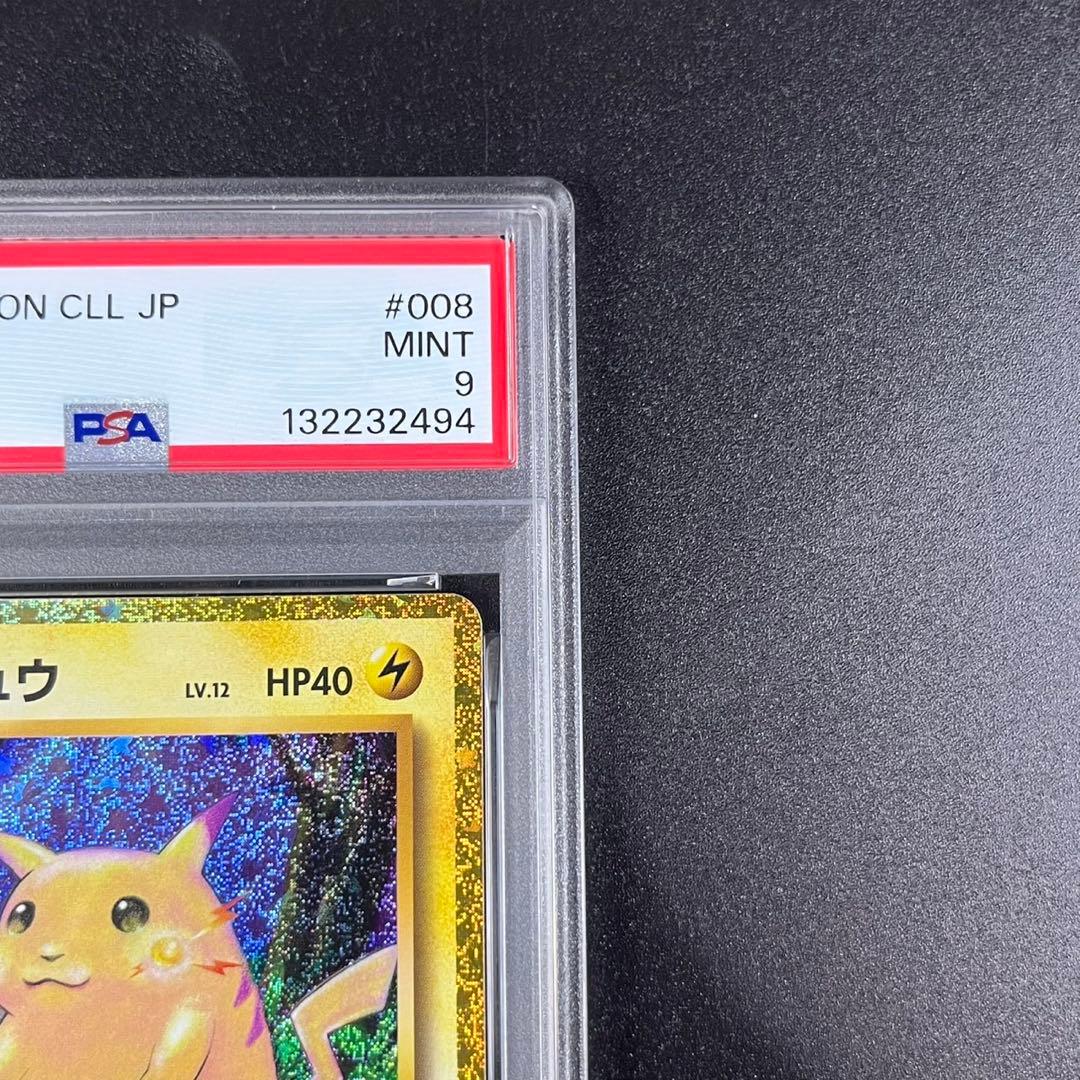 ON CLL JP #008
MINT
9
PSA 132232494
ュウ LV.12 HP40